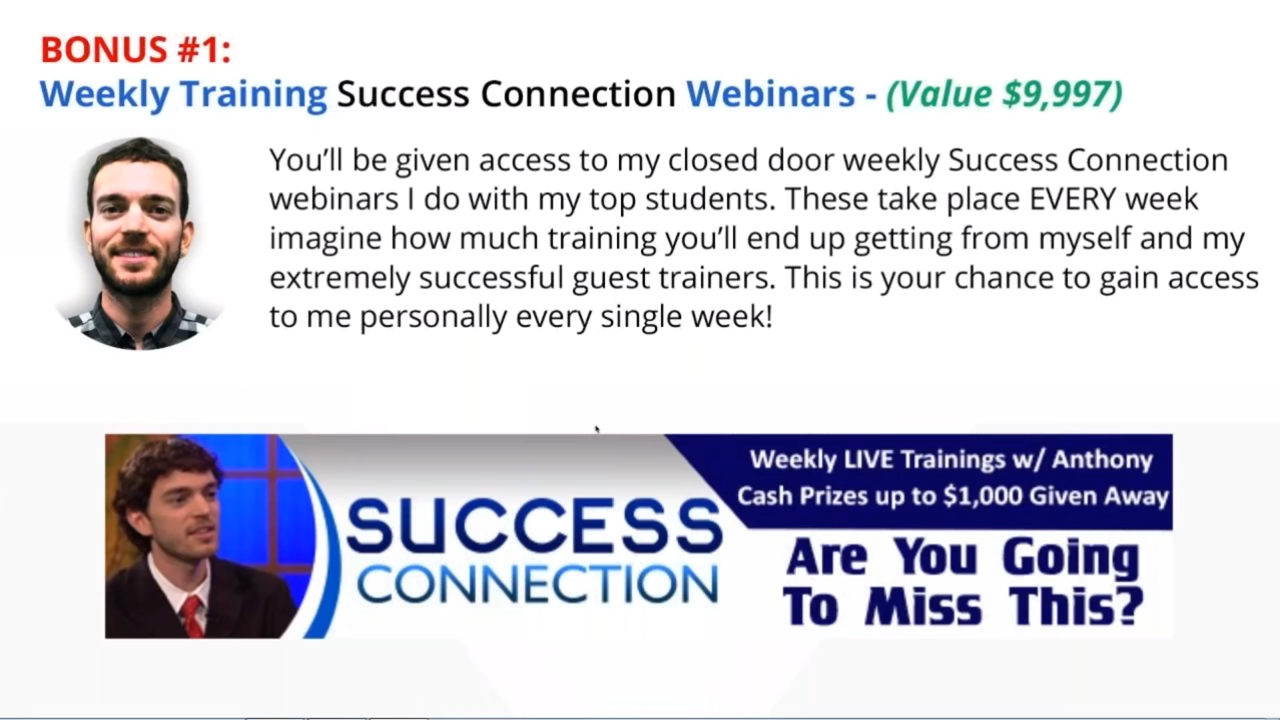 BONUS #1:
Weekly Training Success Connection Webinars - (Value $9,997)
You’ll be given access to my closed door weekly Success Connection
webinars I do with my top students. These take place EVERY week
imagine how much training you’ll end up getting from myself and my
extremely successful guest trainers. This is your chance to gain access
to me personally every single week!
SUCCESS
CONNECTION
Weekly LIVE Trainings w/ Anthony
Cash Prizes up to $1,000 Given Away
Are You Going
To Miss This?